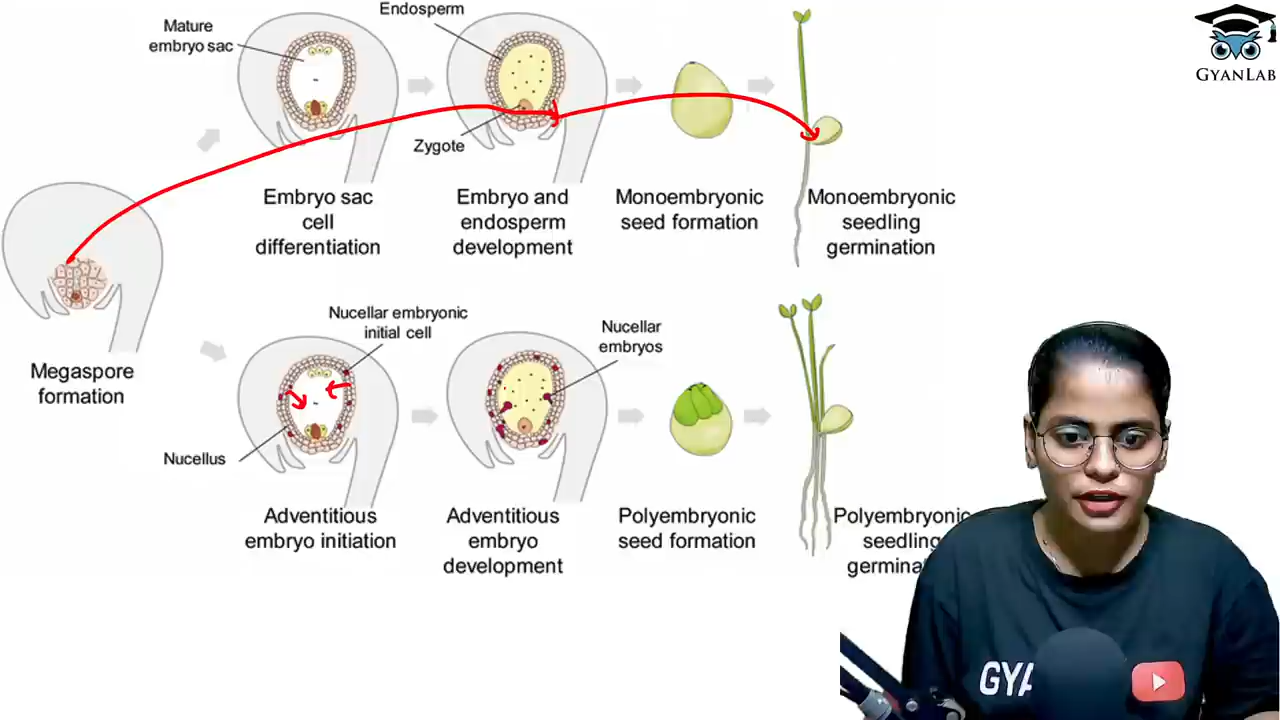 Endosperm
Mature
embryo sac
GYANLAB
Zygote
Embryo sac
cell
differentiation
Embryo and
endosperm
development
Monoembryonic
seed formation
Monoembryonic
seedling
germination
Megaspore
formation
Nucellar embryonic
initial cell
Nucellar
embryos
Nucellus
Adventitious
embryo initiation
Adventitious
embryo
development
Polyembryonic
seed formation
Polyembryonic
seedling
germina
GYA